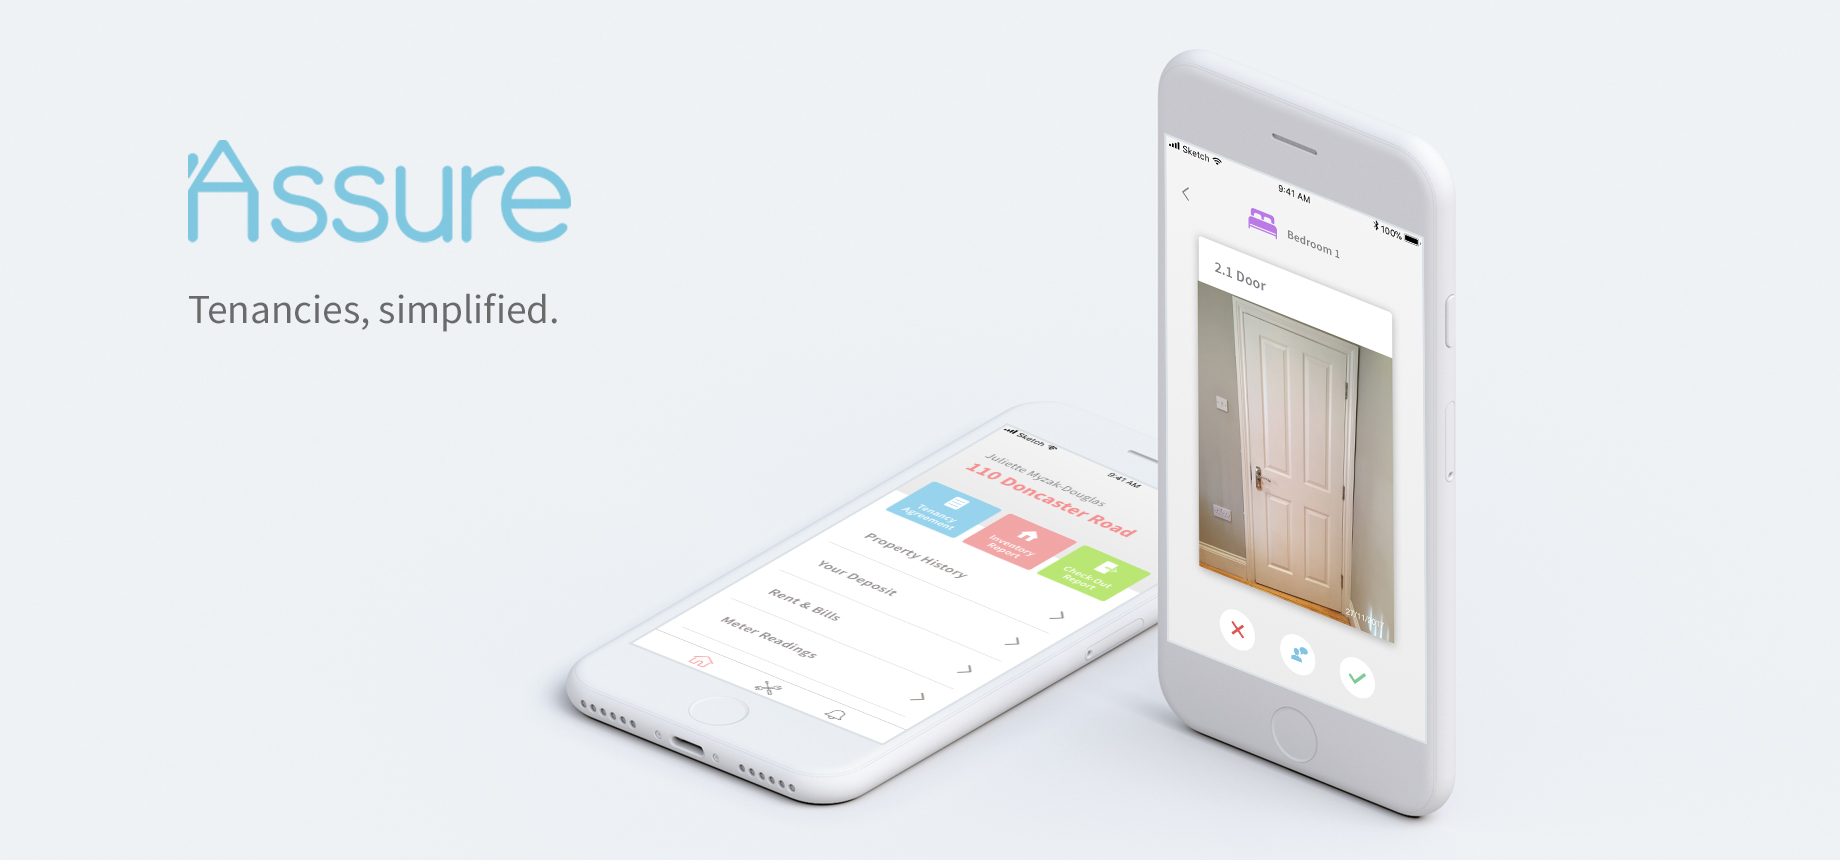 Assure
Tenancies, simplified.
Sketch
9:41 AM
Juliette Myzak-Douglas
110 Doncaster Road
Tenancy
Agreement
Inventory
Report
Check-Out
Report
Property History
Your Deposit
Rent & Bills
Meter Readings
Sketch
9:41 AM
100%
Bedroom 1
2.1 Door
27/11/2017